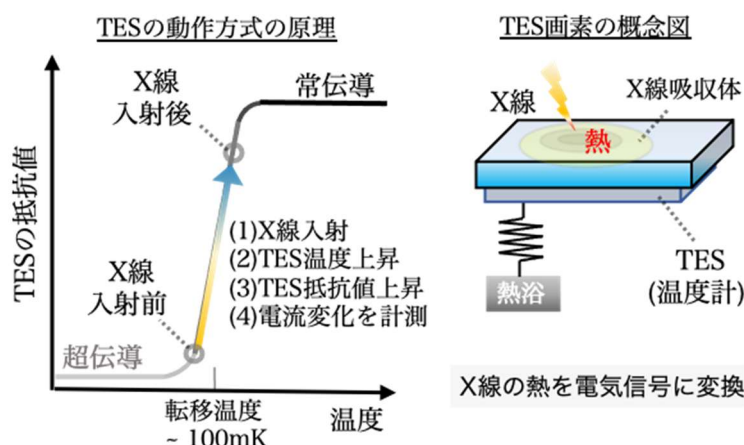 TESの動作方式の原理
TESの抵抗値
X線
入射後
常伝導
(1)X線入射
(2)TES温度上昇
(3)TES抵抗値上昇
(4)電流変化を計測
X線
入射前
超伝導
転移温度
~ 100mK
温度
TES画素の概念図
X線
X線吸収体
熱
TES
(温度計)
熱浴
X線の熱を電気信号に変換